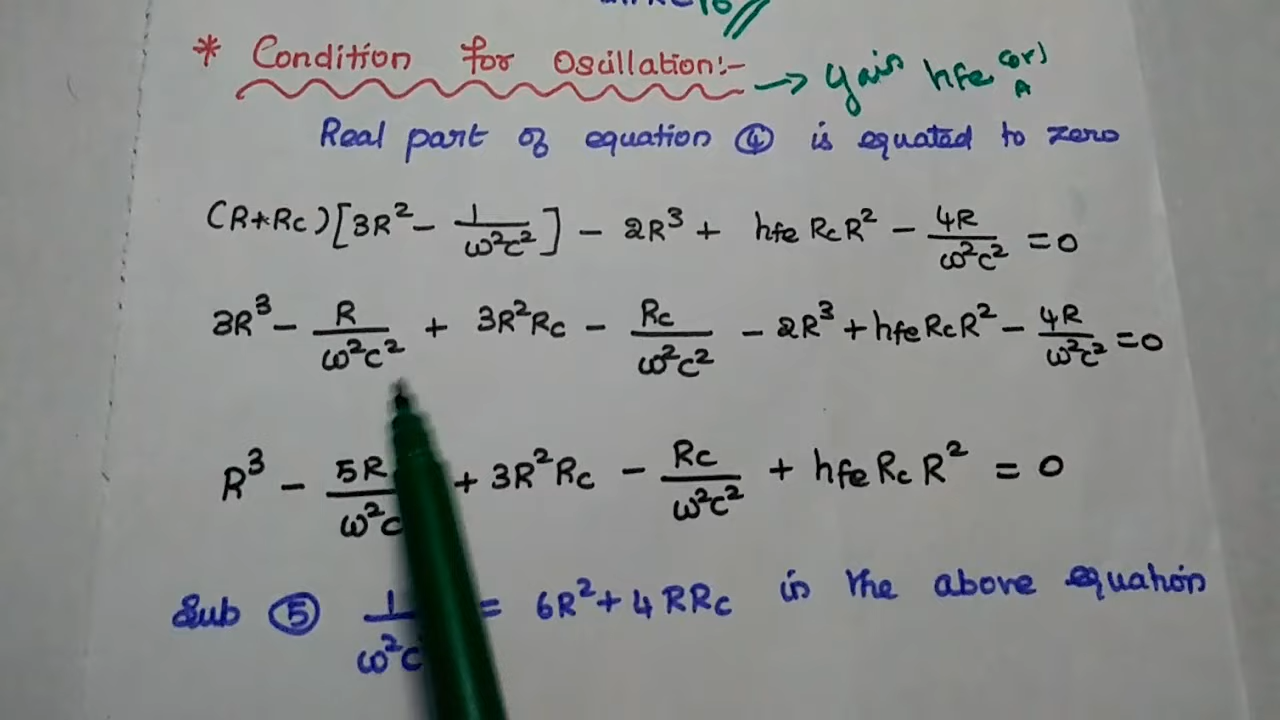 * Condition for Oscillation:- → gain hfe (or) A
Real part of equation ④ is equated to zero
(R+Rc)[3R² - 1/ω²c²] - 2R³ + hfe Rc R² - 4R/ω²c² = 0
3R³ - R/ω²c² + 3R²Rc - Rc/ω²c² - 2R³ + hfe Rc R² - 4R/ω²c² = 0
R³ - 5R/ω²c + 3R²Rc - Rc/ω²c² + hfe Rc R² = 0
Sub ⑤ 1/ω²c = 6R² + 4RRc in the above equation